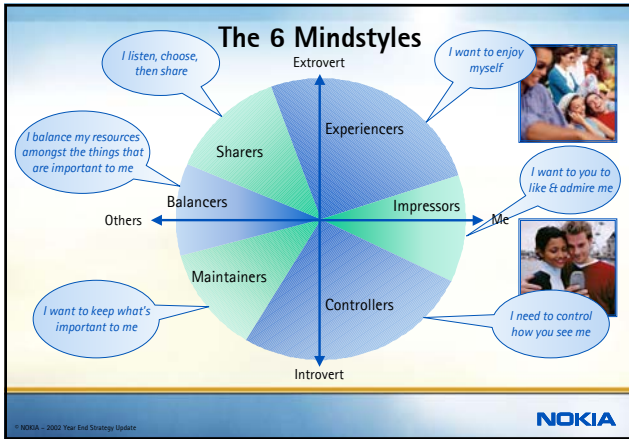 The 6 Mindstyles
I listen, choose,
then share
Extrovert
I want to enjoy
myself
Experiencers
Sharers
I balance my resources
amongst the things that
are important to me
I want to you to
like & admire me
Balancers
Impressors
Others
Me
Maintainers
Controllers
I want to keep what's
important to me
I need to control
how you see me
Introvert
© NOKIA – 2002 Year End Strategy Update
NOKIA